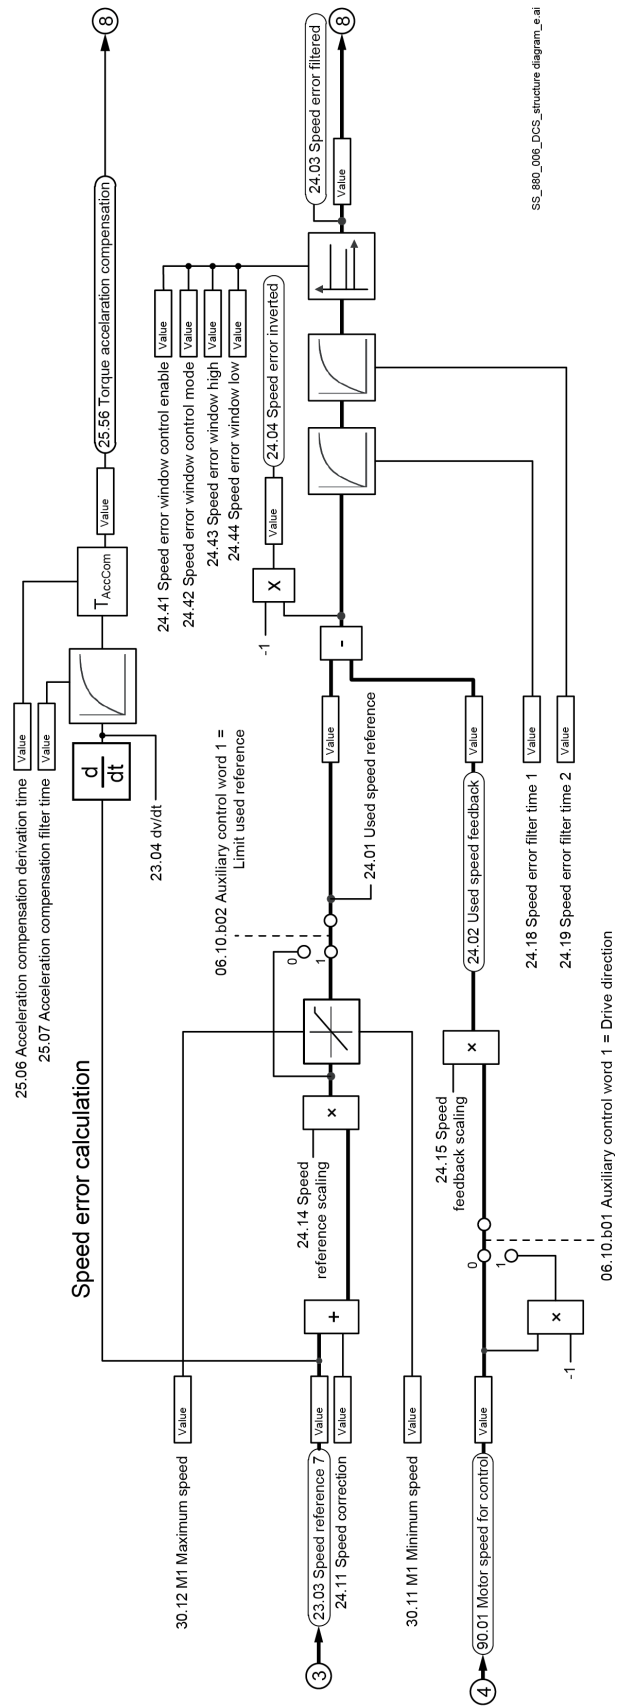 Speed error calculation
25.06 Acceleration compensation derivation time
Value
25.07 Acceleration compensation filter time
Value
d
dt
23.04 dv/dt
TAccCom
Value
25.56 Torque accelaration compensation
8
30.12 M1 Maximum speed
Value
3
23.03 Speed reference 7
Value
24.11 Speed correction
Value
+
24.14 Speed
reference scaling
×
30.11 M1 Minimum speed
Value
0
1
06.10.b02 Auxiliary control word 1 =
Limit used reference
24.01 Used speed reference
Value
-
-1
X
Value
24.04 Speed error inverted
24.41 Speed error window control enable
Value
24.42 Speed error window control mode
Value
24.43 Speed error window high
Value
24.44 Speed error window low
Value
24.03 Speed error filtered
Value
8
4
90.01 Motor speed for control
Value
-1
×
0
1
06.10.b01 Auxiliary control word 1 = Drive direction
24.15 Speed
feedback scaling
×
24.02 Used speed feedback
Value
24.18 Speed error filter time 1
Value
24.19 Speed error filter time 2
Value
SS_880_006_DCS_structure diagram_e.ai